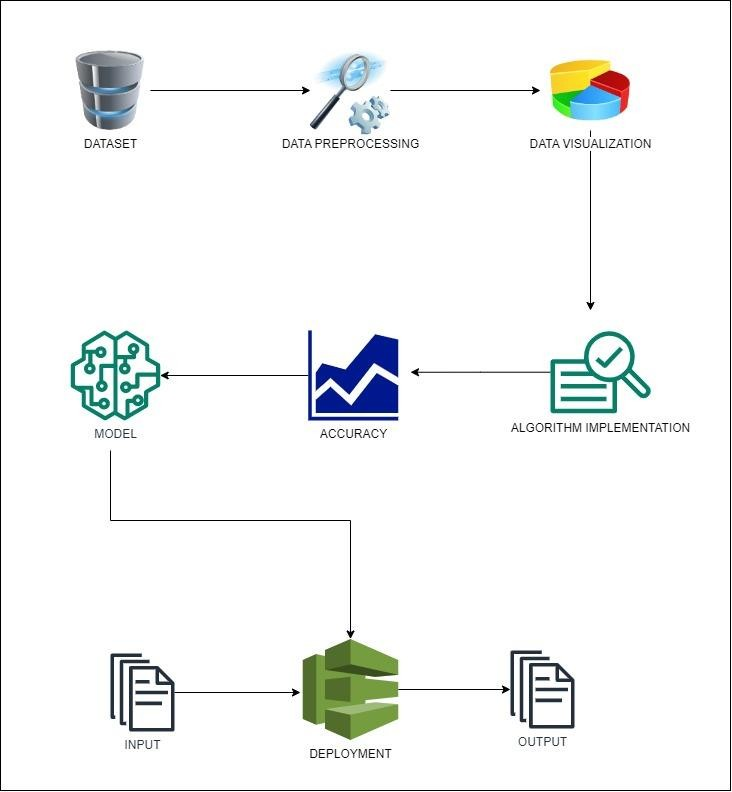 DATASET
DATA PREPROCESSING
DATA VISUALIZATION
MODEL
ACCURACY
ALGORITHM IMPLEMENTATION
INPUT
DEPLOYMENT
OUTPUT